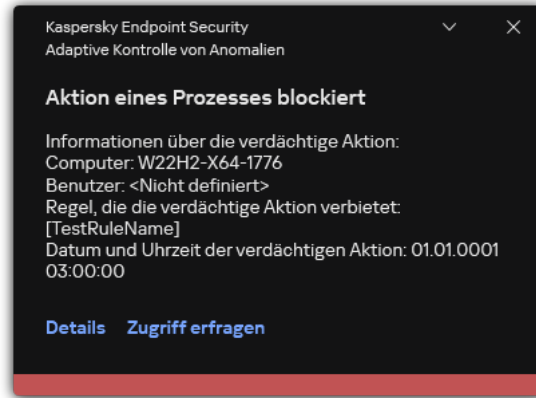 Kaspersky Endpoint Security
Adaptive Kontrolle von Anomalien
Aktion eines Prozesses blockiert
Informationen über die verdächtige Aktion:
Computer: W22H2-X64-1776
Benutzer: <Nicht definiert>
Regel, die die verdächtige Aktion verbietet:
[TestRuleName]
Datum und Uhrzeit der verdächtigen Aktion: 01.01.0001
03:00:00
Details Zugriff erfragen